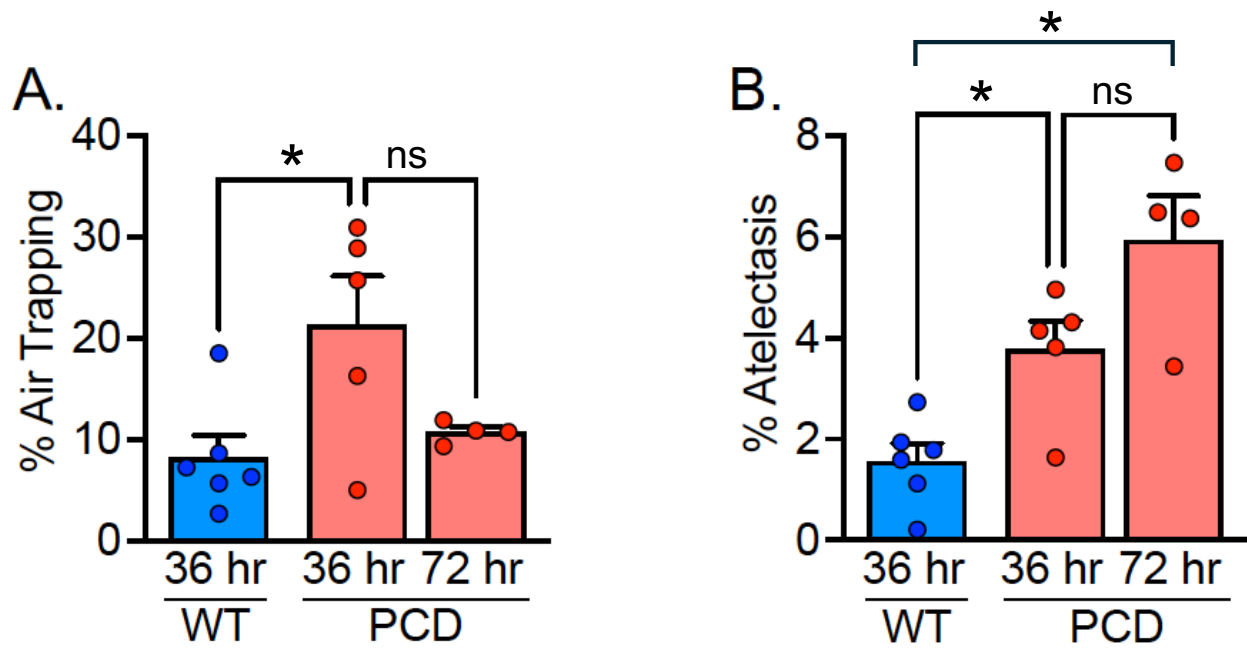 A.
% Air Trapping
40
30
20
10
0
* ns
36 hr 36 hr 72 hr
WT PCD
B.
% Atelectasis
8
6
4
2
0
*
* ns
36 hr 36 hr 72 hr
WT PCD